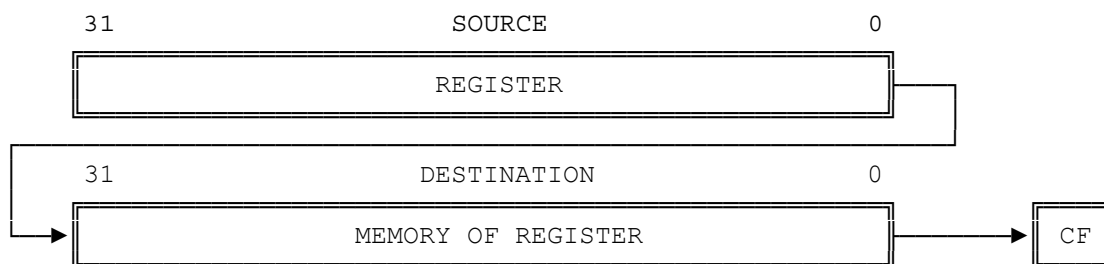 31 SOURCE 0
REGISTER
31 DESTINATION 0
MEMORY OF REGISTER CF